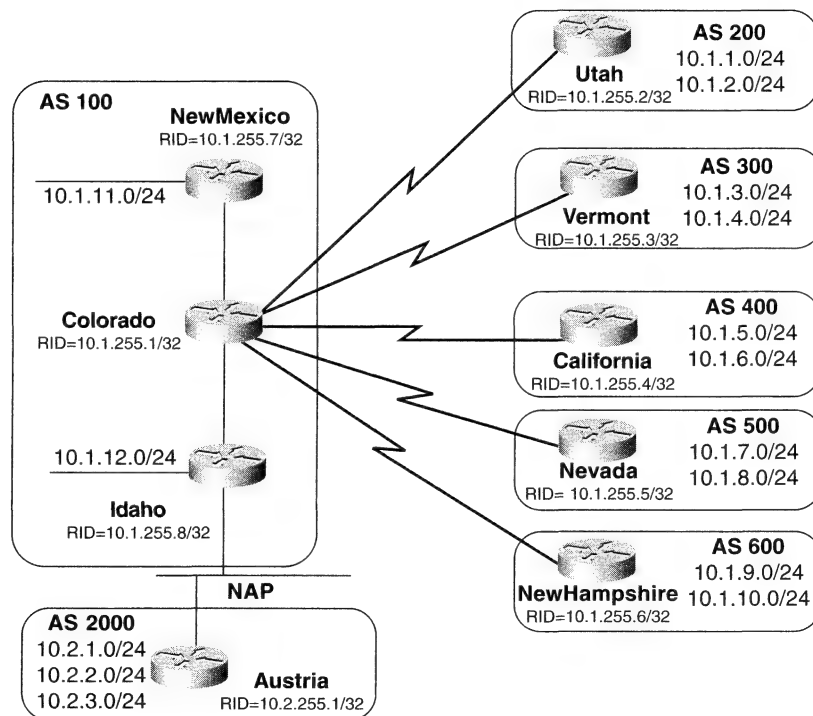 AS 100
NewMexico
RID=10.1.255.7/32
10.1.11.0/24
Colorado
RID=10.1.255.1/32
10.1.12.0/24
Idaho
RID=10.1.255.8/32
NAP
AS 2000
10.2.1.0/24
10.2.2.0/24
10.2.3.0/24
Austria
RID=10.2.255.1/32
AS 200
10.1.1.0/24
10.1.2.0/24
Utah
RID=10.1.255.2/32
AS 300
10.1.3.0/24
10.1.4.0/24
Vermont
RID=10.1.255.3/32
AS 400
10.1.5.0/24
10.1.6.0/24
California
RID=10.1.255.4/32
AS 500
10.1.7.0/24
10.1.8.0/24
Nevada
RID= 10.1.255.5/32
AS 600
10.1.9.0/24
10.1.10.0/24
NewHampshire
RID=10.1.255.6/32